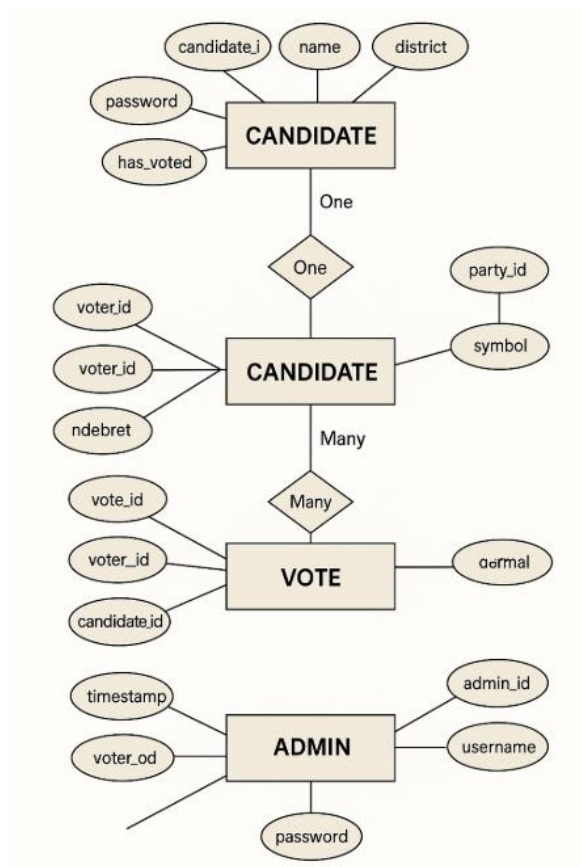 candidate_i
name
district
password
has_voted
CANDIDATE
One
One
party_id
symbol
voter_id
voter_id
ndebret
CANDIDATE
Many
Many
vote_id
voter_id
candidate_id
VOTE
timestamp
voter_od
ADMIN
admin_id
username
password